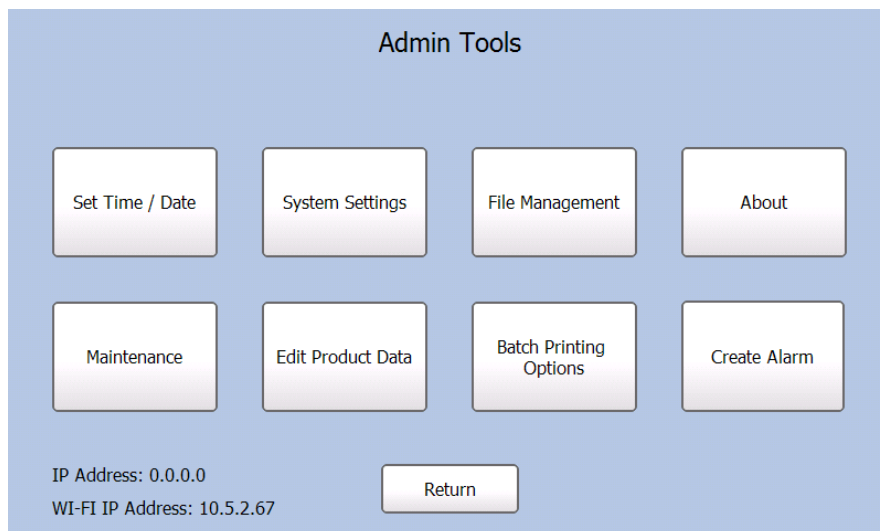 Admin Tools
Set Time / Date
System Settings
File Management
About
Maintenance
Edit Product Data
Batch Printing
Options
Create Alarm
IP Address: 0.0.0.0
WI-FI IP Address: 10.5.2.67
Return